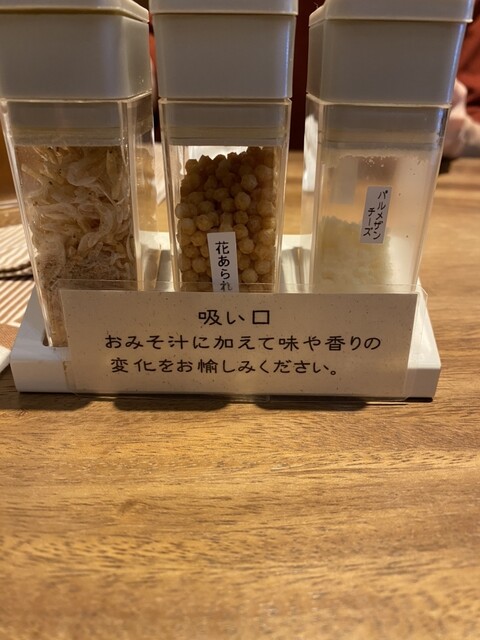 花あられ
パルメザン
チーズ
吸い口
おみそ汁に加えて味や香りの
変化をお愉しみください。